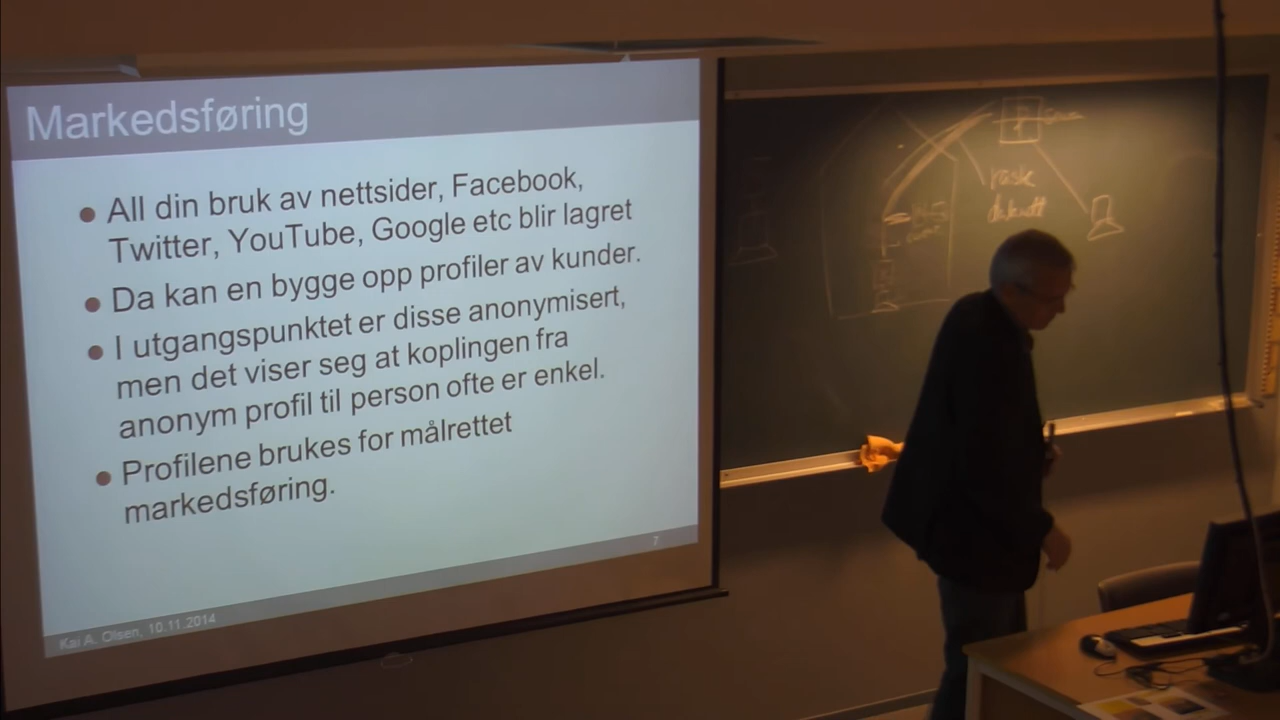 Markedsføring
All din bruk av nettsider, Facebook,
Twitter, YouTube, Google etc blir lagret
Da kan en bygge opp profiler av kunder.
I utgangspunktet er disse anonymisert,
men det viser seg at koplingen fra
anonym profil til person ofte er enkel.
Profilene brukes for målrettet
markedsføring.
7
Kai A. Olsen, 10.11.2014
rask